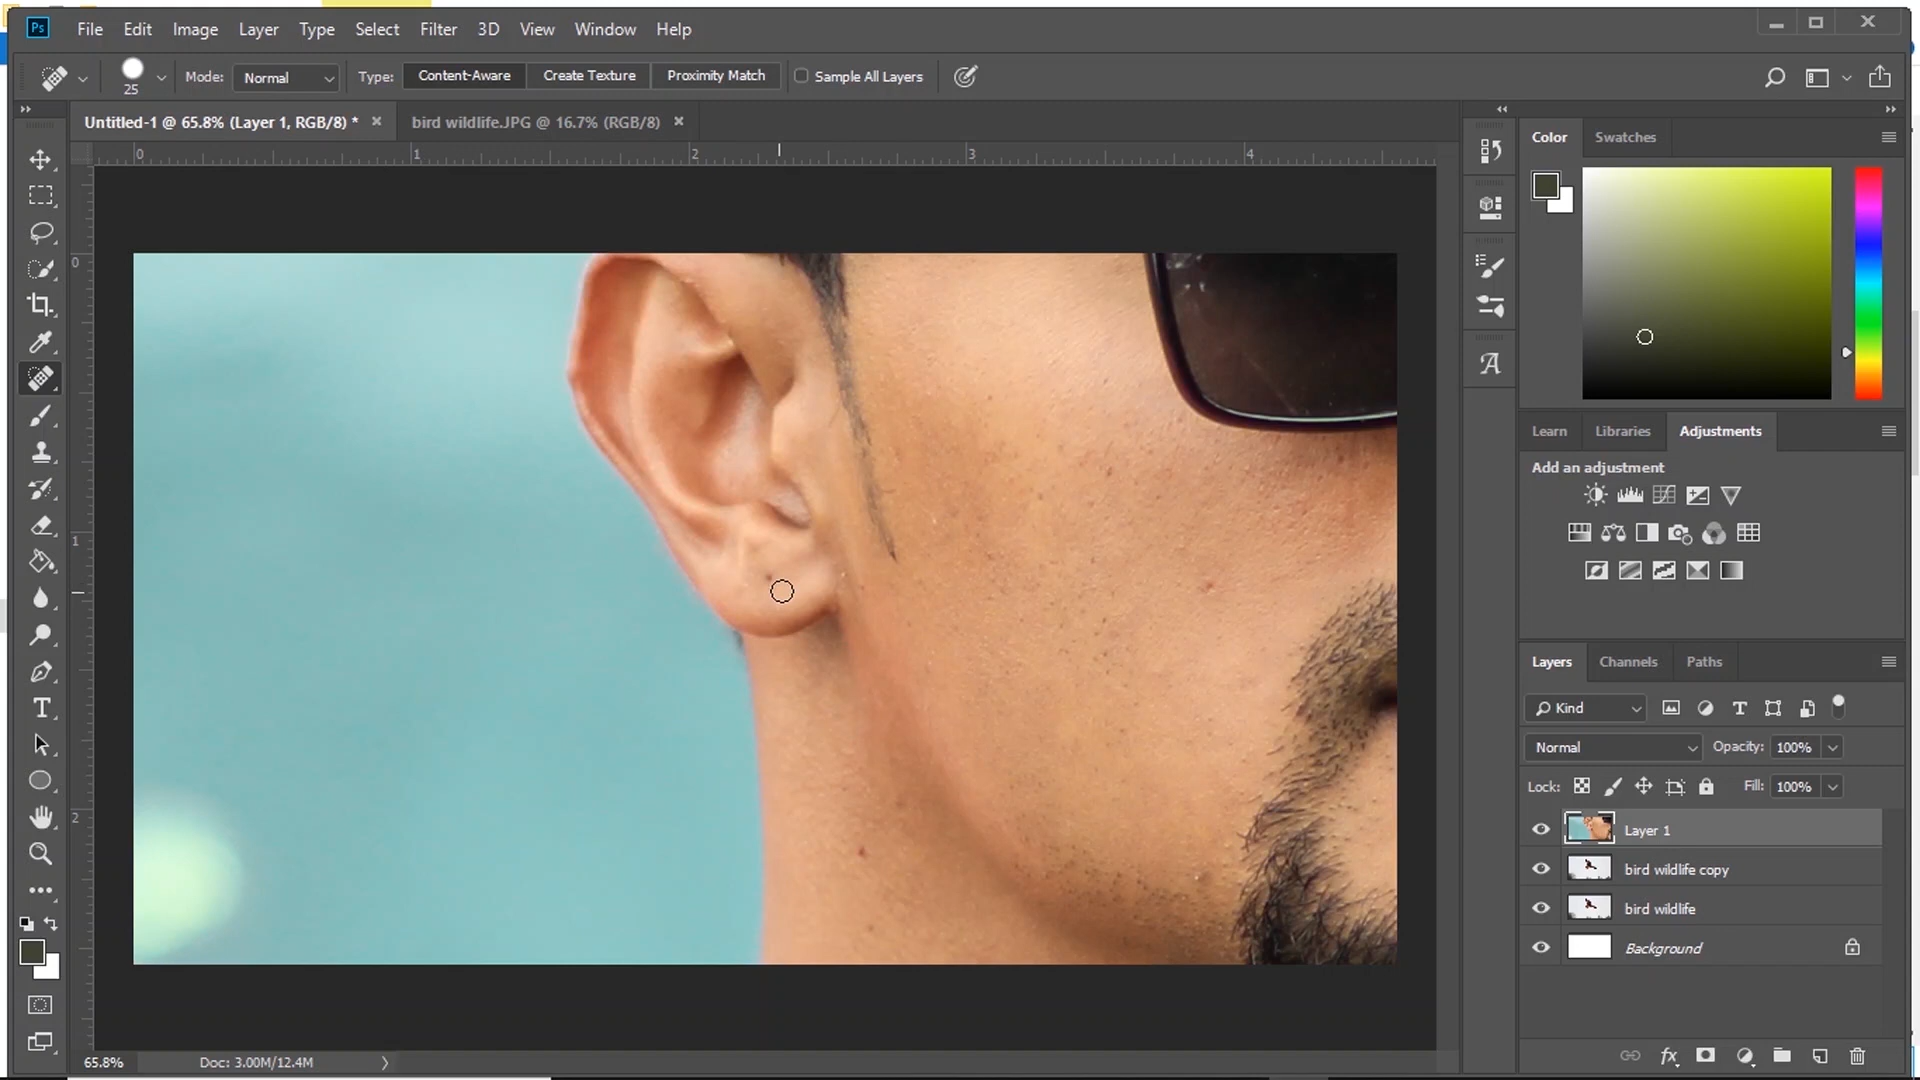 Ps File Edit Image Layer Type Select Filter 3D View Window Help
25 Mode: Normal Type: Content-Aware Create Texture Proximity Match Sample All Layers
Untitled-1 @ 65.8% (Layer 1, RGB/8) * × bird wildlife.JPG @ 16.7% (RGB/8) ×
0 1 2 3 4
0
1
2
Color Swatches
Learn Libraries Adjustments
Add an adjustment
Layers Channels Paths
Kind
Normal Opacity: 100%
Lock: Fill: 100%
Layer 1
bird wildlife copy
bird wildlife
Background
fx
65.8% Doc: 3.00M/12.4M